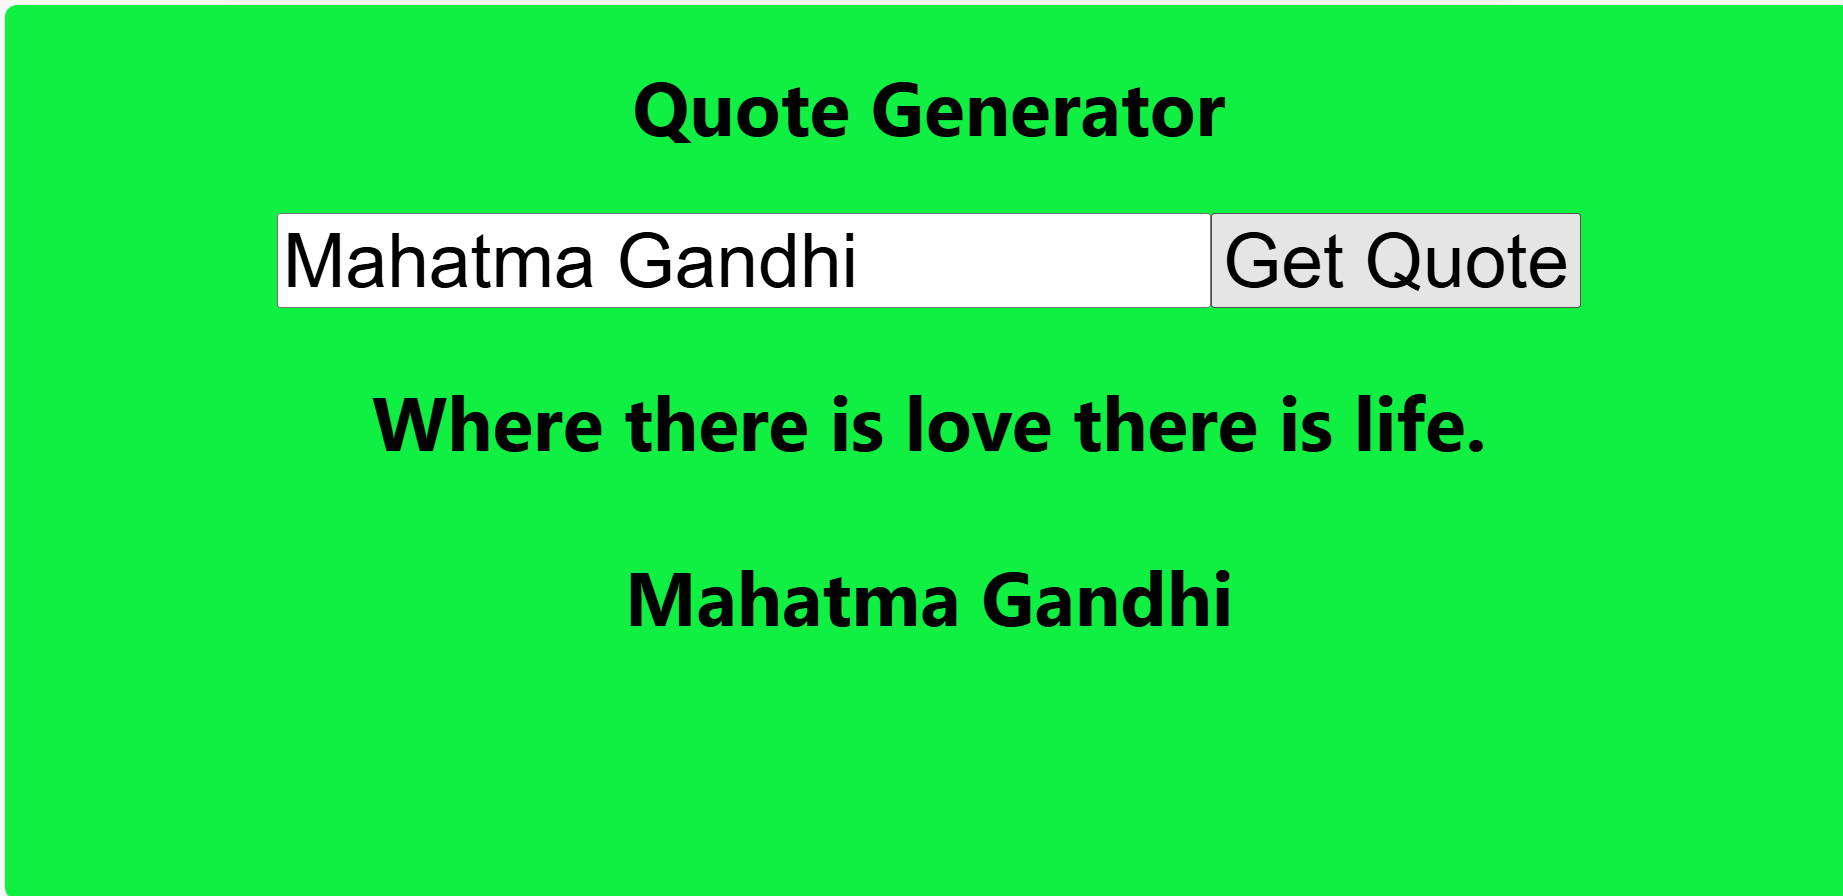 Quote Generator
Mahatma Gandhi Get Quote
Where there is love there is life.
Mahatma Gandhi